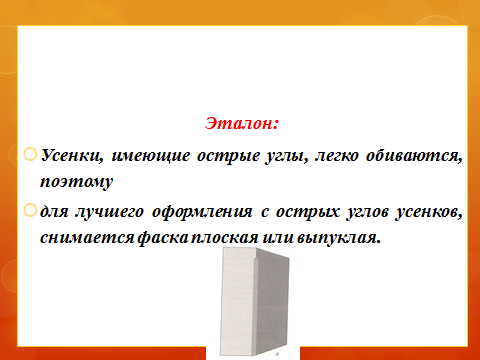 Эталон:
Усенки, имеющие острые углы, легко обиваются,
поэтому
для лучшего оформления с острых углов усенков,
снимается фаска плоская или выпуклая.